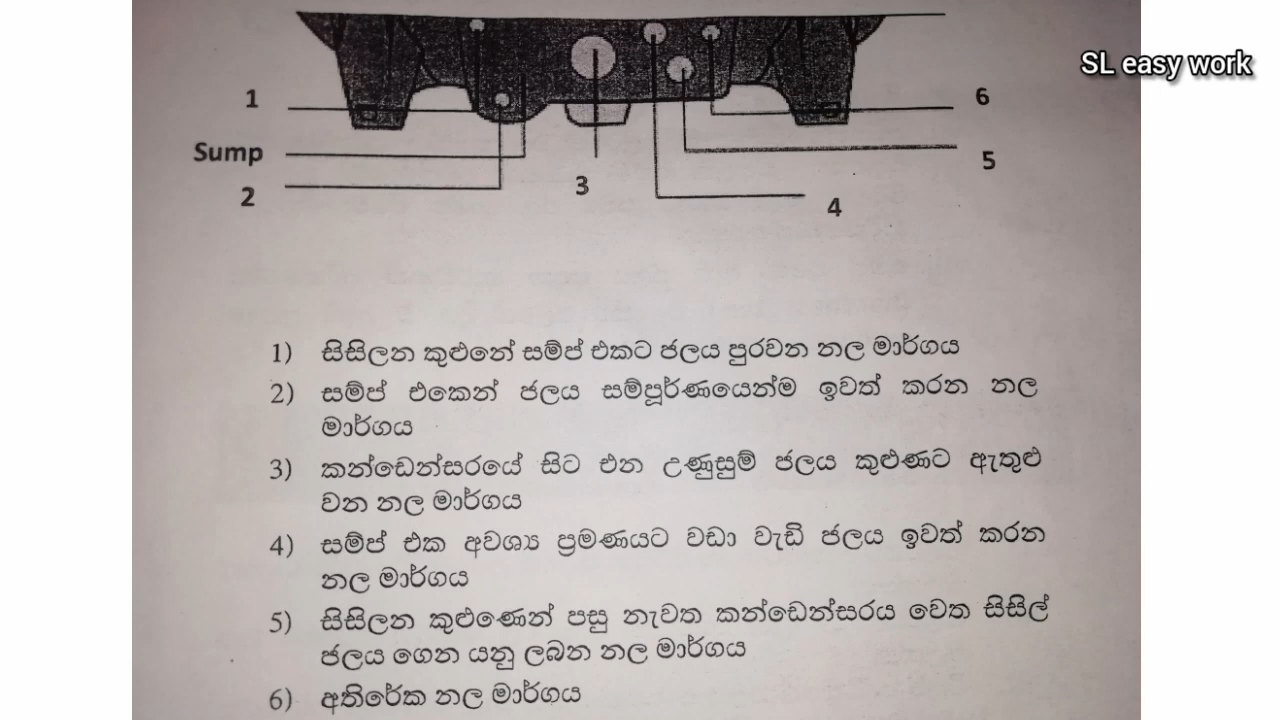 SL easy work
1
6
Sump
5
2
3
4
1) සිසිලන කුළුනේ සම්ප් එකට ජලය පුරවන නල මාර්ගය
2) සම්ප් එකෙන් ජලය සම්පූර්ණයෙන්ම ඉවත් කරන නල
මාර්ගය
3) කන්ඩෙන්සරයේ සිට එන උණුසුම් ජලය කුළුණට ඇතුළු
වන නල මාර්ගය
4) සම්ප් එක අවශ්‍ය ප්‍රමණයට වඩා වැඩි ජලය ඉවත් කරන
නල මාර්ගය
5) සිසිලන කුළුණෙන් පසු නැවත කන්ඩෙන්සරය වෙත සිසිල්
ජලය ගෙන යනු ලබන නල මාර්ගය
6) අතිරේක නල මාර්ගය